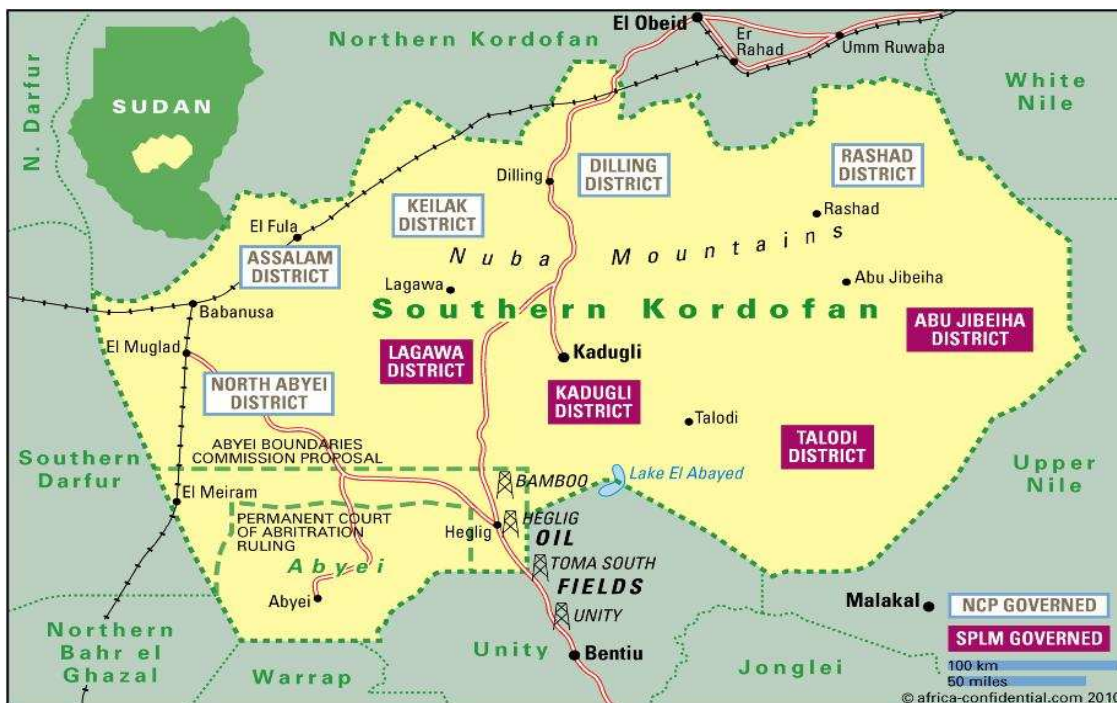 El Obeid
Northern Kordofan
Er
Rahad
Umm Ruwaba
N. Darfur
SUDAN
White
Nile
DILLING
DISTRICT
RASHAD
DISTRICT
Dilling
KEILAK
DISTRICT
Rashad
El Fula
Nuba Mountains
ASSALAM
DISTRICT
Lagawa
Abu Jibeiha
Babanusa
Southern Kordofan
ABU JIBEIHA
DISTRICT
El Muglad
LAGAWA
DISTRICT
Kadugli
NORTH ABYEI
DISTRICT
KADUGLI
DISTRICT
Talodi
TALODI
DISTRICT
ABYEI BOUNDARIES
COMMISSION PROPOSAL
Southern
Darfur
Lake El Abayed
Upper
Nile
BAMBOO
El Meiram
PERMANENT COURT
OF ABRITRATION
RULING
Heglig
HEGLIG
OIL
Abyei
TOMA SOUTH
FIELDS
Abyei
UNITY
Malakal
NCP GOVERNED
Northern
Bahr el
Ghazal
Unity
Bentiu
SPLM GOVERNED
Warrap
Jonglei
100 km
50 miles
© africa-confidential.com 2010